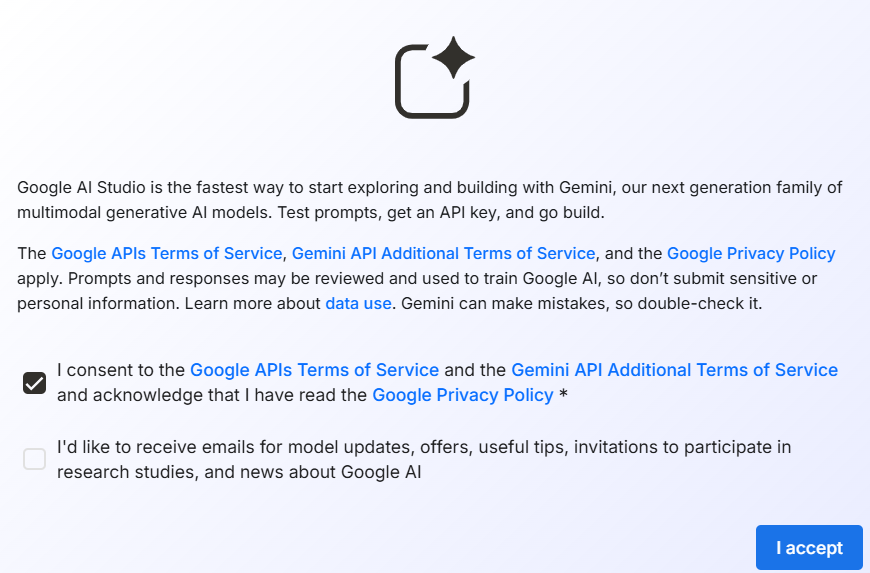 Google AI Studio is the fastest way to start exploring and building with Gemini, our next generation family of
multimodal generative AI models. Test prompts, get an API key, and go build.
The Google APIs Terms of Service, Gemini API Additional Terms of Service, and the Google Privacy Policy
apply. Prompts and responses may be reviewed and used to train Google AI, so don’t submit sensitive or
personal information. Learn more about data use. Gemini can make mistakes, so double-check it.
I consent to the Google APIs Terms of Service and the Gemini API Additional Terms of Service
and acknowledge that I have read the Google Privacy Policy *
I'd like to receive emails for model updates, offers, useful tips, invitations to participate in
research studies, and news about Google AI
I accept